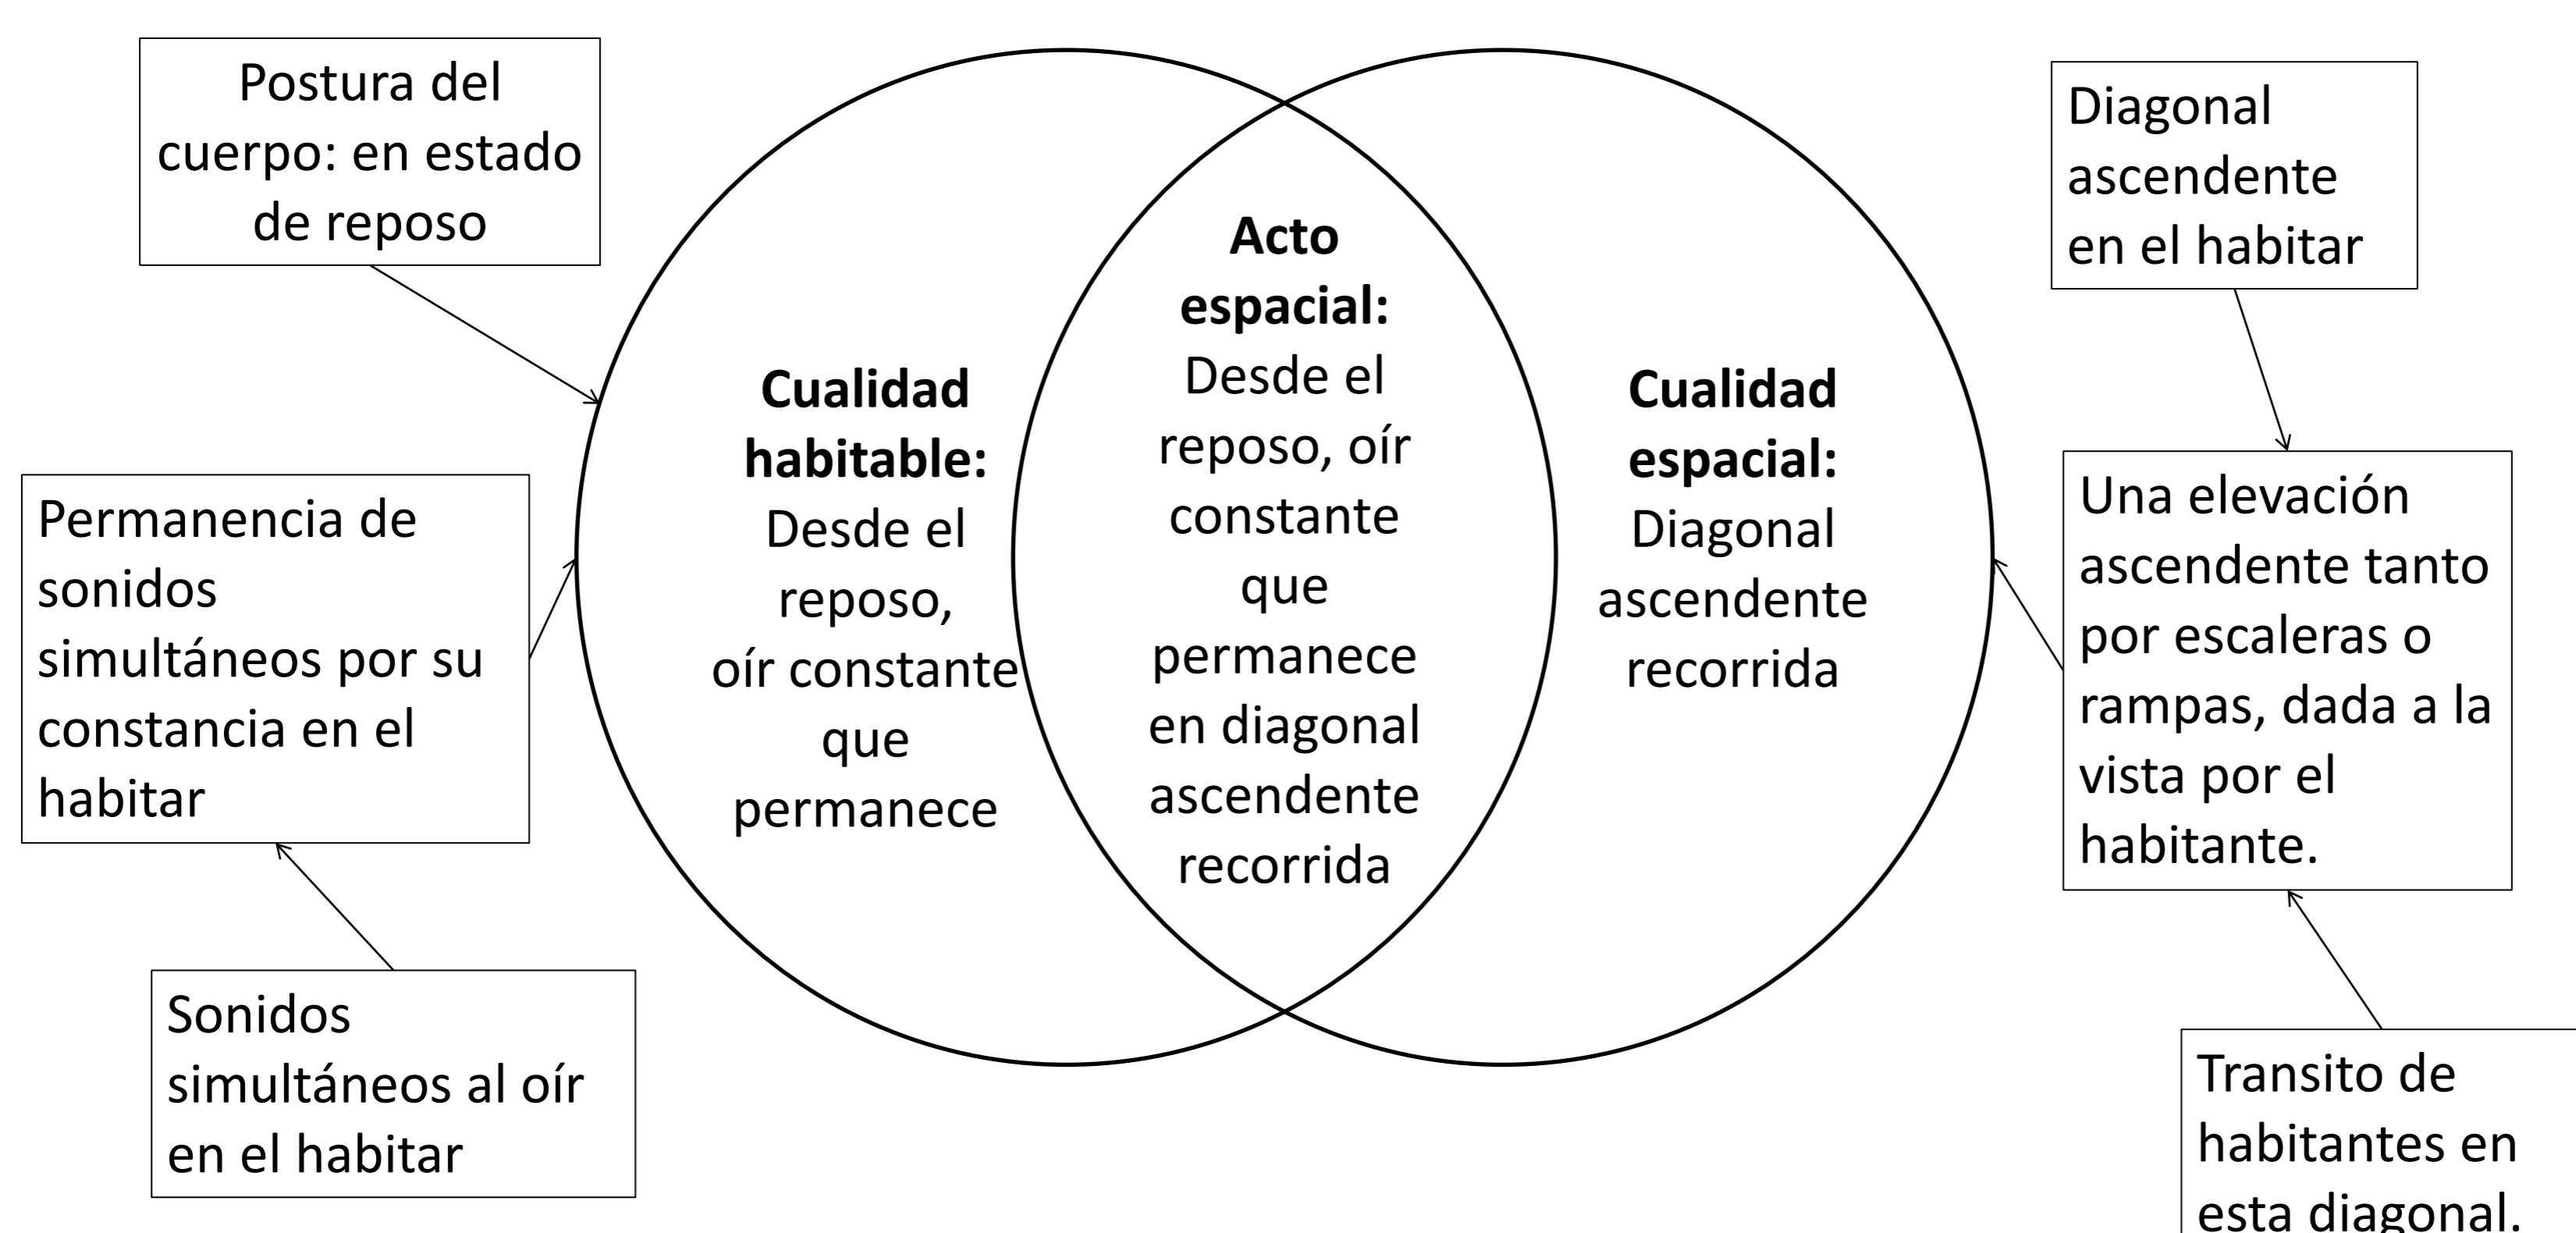 Postura del
cuerpo: en estado
de reposo
Permanencia de
sonidos
simultáneos por su
constancia en el
habitar
Sonidos
simultáneos al oír
en el habitar
Cualidad
habitable:
Desde el
reposo,
oír constante
que
permanece
Acto
espacial:
Desde el
reposo, oír
constante
que
permanece
en diagonal
ascendente
recorrida
Cualidad
espacial:
Diagonal
ascendente
recorrida
Diagonal
ascendente
en el habitar
Una elevación
ascendente tanto
por escaleras o
rampas, dada a la
vista por el
habitante.
Transito de
habitantes en
esta diagonal.